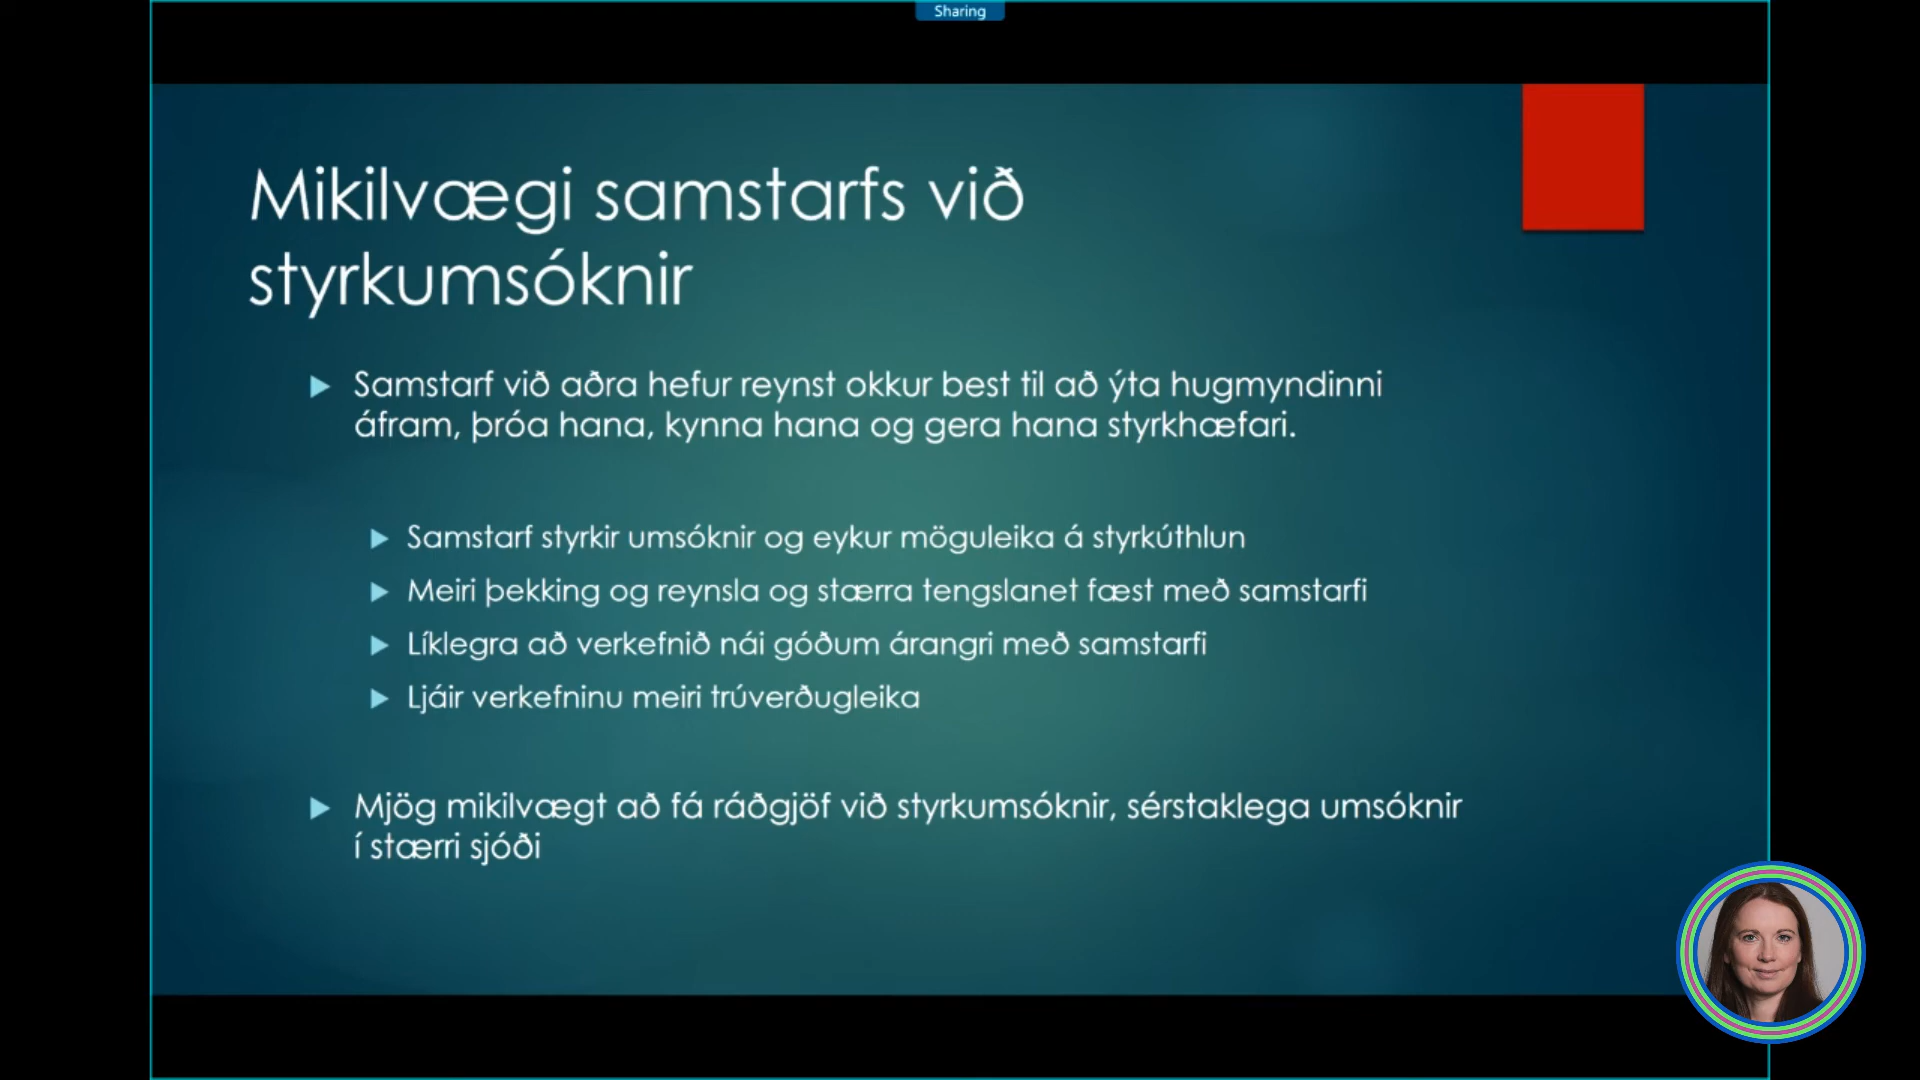 Sharing
Mikilvægi samstarfs við
styrkumsóknir
Samstarf við aðra hefur reynst okkur best til að ýta hugmyndinni
áfram, þróa hana, kynna hana og gera hana styrkhæfari.
Samstarf styrkir umsóknir og eykur möguleika á styrkúthlun
Meiri þekking og reynsla og stærra tengslanet fæst með samstarfi
Líklegra að verkefnið nái góðum árangri með samstarfi
Ljáir verkefninu meiri trúverðugleika
Mjög mikilvægt að fá ráðgjöf við styrkumsóknir, sérstaklega umsóknir
í stærri sjóði